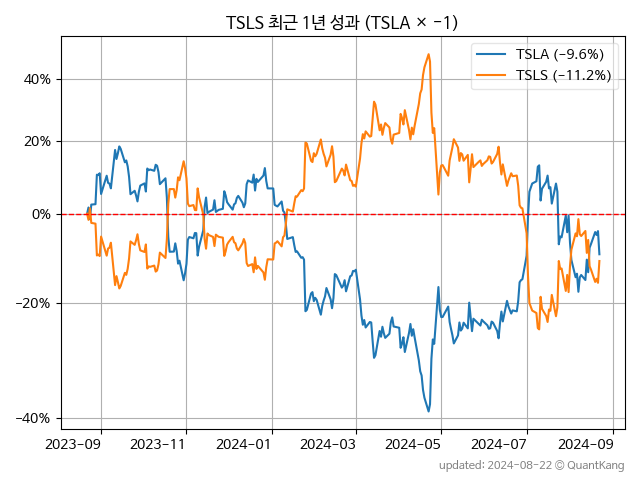 TSLS 최근 1년 성과 (TSLA × −1)
TSLA (−9.6%)
TSLS (−11.2%)
40%
20%
0%
−20%
−40%
2023-09 2023-11 2024-01 2024-03 2024-05 2024-07 2024-09
updated: 2024-08-22 © QuantKang